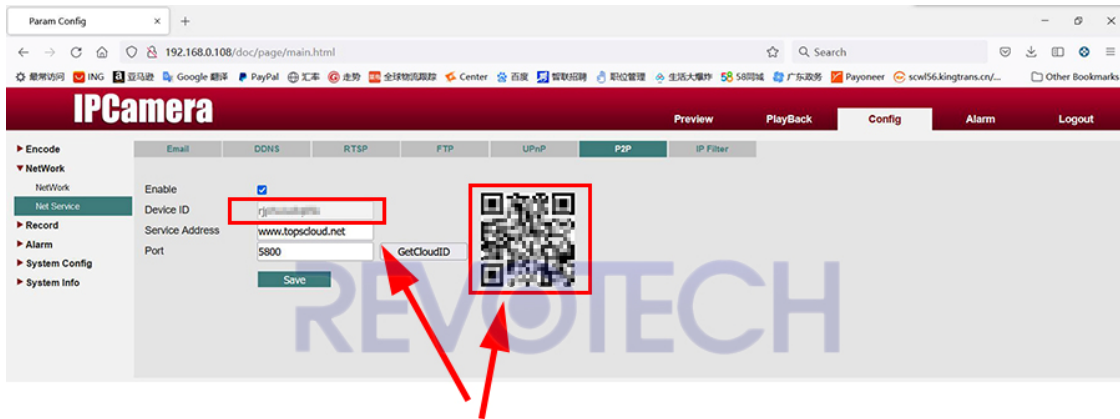 Param Config
192.168.0.108/doc/page/main.html
Search
最常访问 ING 亚马逊 Google 翻译 PayPal 汇率 走势 全球物流跟踪 Center 百度 智联招聘 职位管理 生活大爆炸 58同城 广东政务 Payoneer scwl56.kingtrans.cn/... Other Bookmarks
IPCamera
Preview PlayBack Config Alarm Logout
Encode
Email DDNS RTSP FTP UPnP P2P IP Filter
NetWork
NetWork
Enable
Net Service
Device ID
Record
Service Address www.topscloud.net
Alarm
Port 5800 GetCloudID
System Config
System Info
Save
REVOTECH